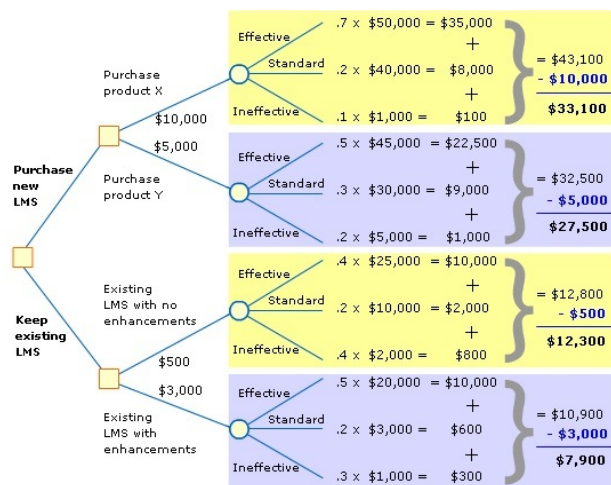 Effective .7 x $50,000 = $35,000
+
Standard .2 x $40,000 = $8,000
+
Ineffective .1 x $1,000 = $100
= $43,100
- $10,000
$33,100
Purchase
product X
$10,000
$5,000
Purchase
product Y
Effective .5 x $45,000 = $22,500
+
Standard .3 x $30,000 = $9,000
+
Ineffective .2 x $5,000 = $1,000
= $32,500
- $5,000
$27,500
Purchase
new
LMS
Keep
existing
LMS
Existing
LMS with no
enhancements
$500
$3,000
Existing
LMS with
enhancements
Effective .4 x $25,000 = $10,000
+
Standard .2 x $10,000 = $2,000
+
Ineffective .4 x $2,000 = $800
= $12,800
- $500
$12,300
Effective .5 x $20,000 = $10,000
+
Standard .2 x $3,000 = $600
+
Ineffective .3 x $1,000 = $300
= $10,900
- $3,000
$7,900